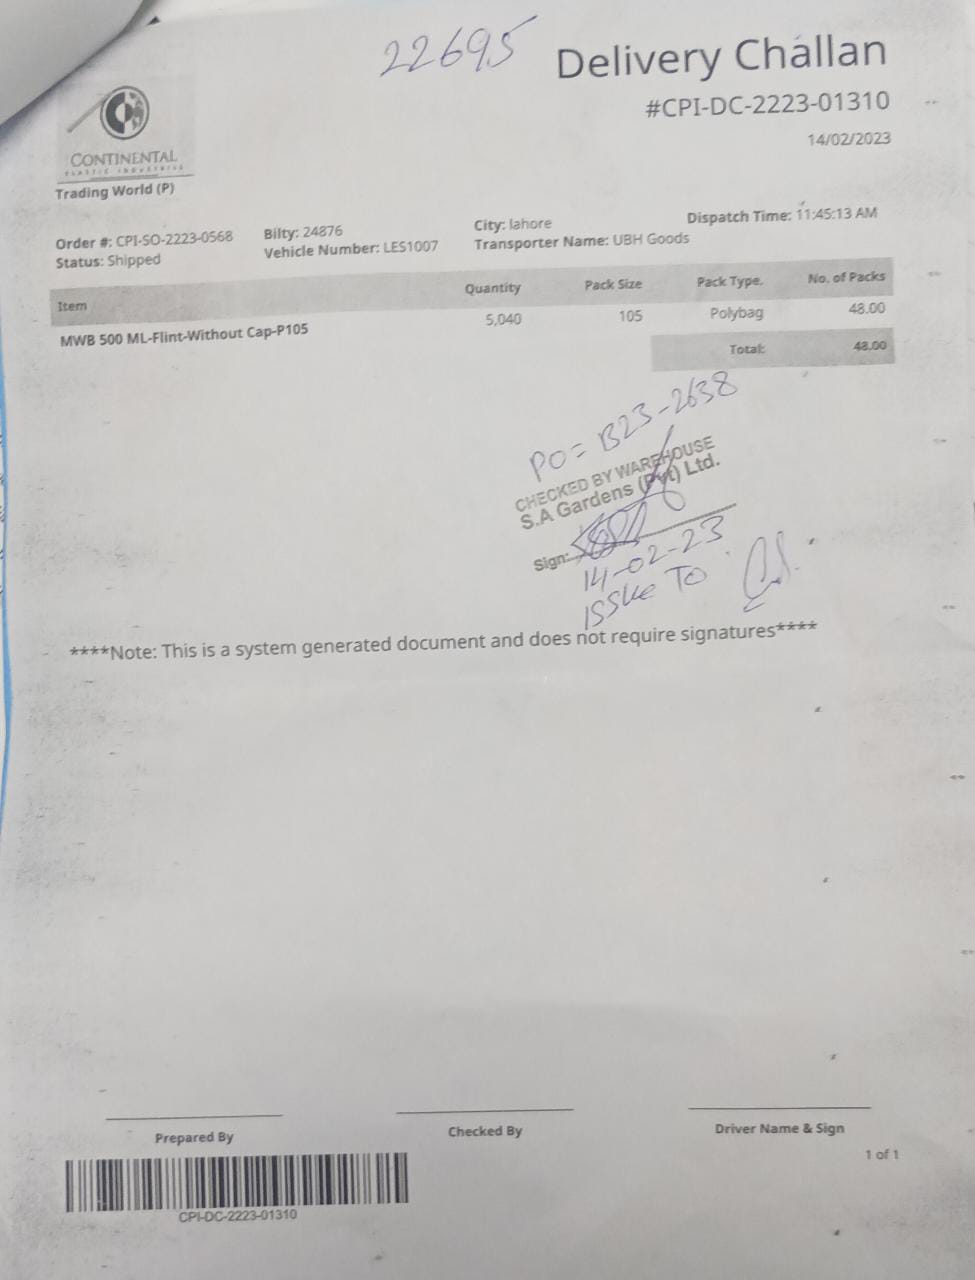 22695
Delivery Challan
#CPI-DC-2223-01310
14/02/2023
CONTINENTAL
PLASTIC INDUSTRIES
Trading World (P)
Order #: CPI-SO-2223-0568 Bilty: 24876 City: lahore Dispatch Time: 11:45:13 AM
Status: Shipped Vehicle Number: LES1007 Transporter Name: UBH Goods
Item Quantity Pack Size Pack Type. No. of Packs
MWB 500 ML-Flint-Without Cap-P105 5,040 105 Polybag 48.00
Total: 48.00
PO= B23-2638
CHECKED BY WAREHOUSE
S.A Gardens (Pvt) Ltd.
Sign:
14-02-23
ISSUe TO
****Note: This is a system generated document and does not require signatures****
Prepared By Checked By Driver Name & Sign
1 of 1
CPI-DC-2223-01310